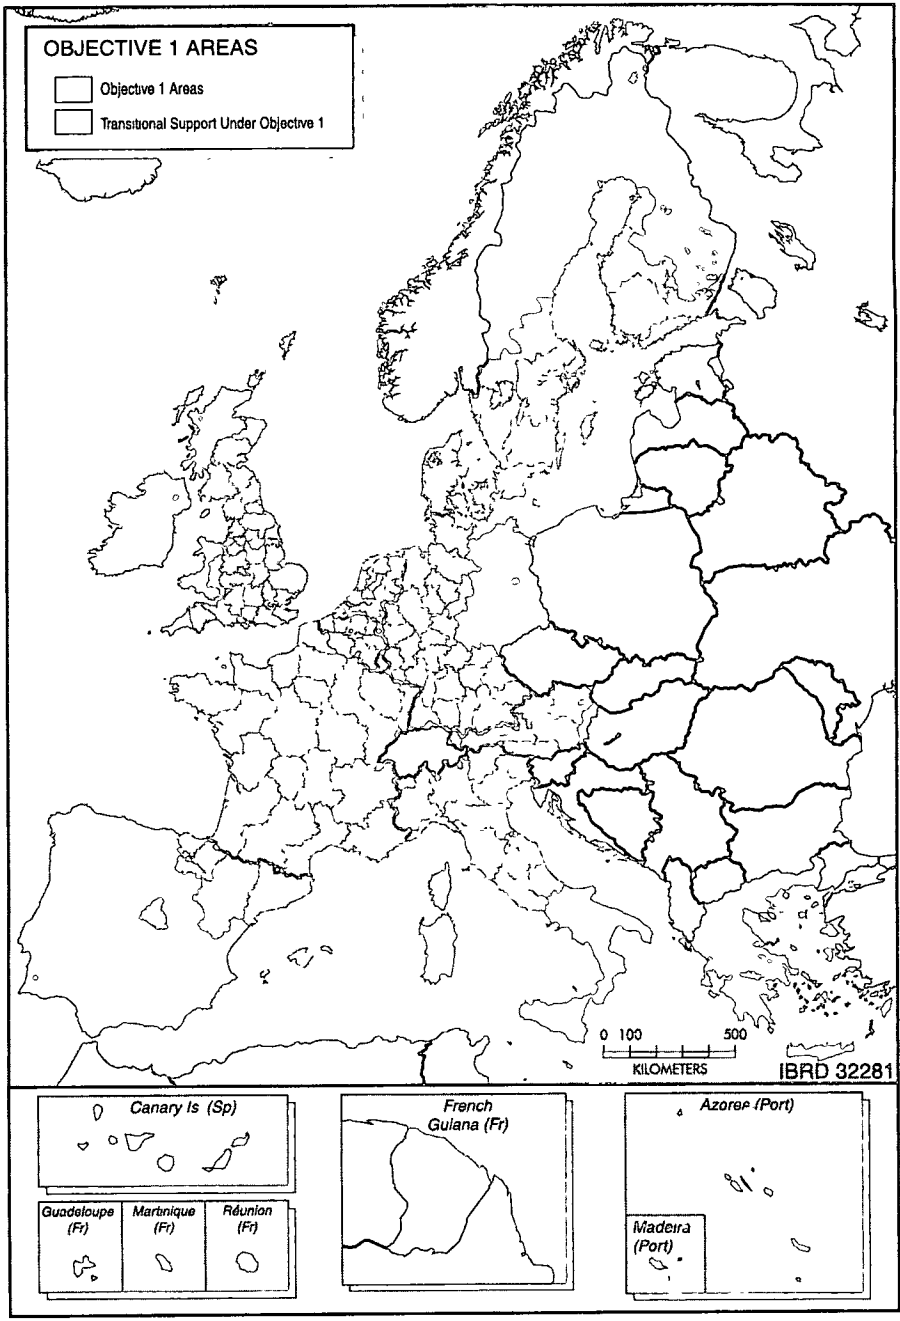 OBJECTIVE 1 AREAS
Objective 1 Areas
Transitional Support Under Objective 1
0 100 500
KILOMETERS
IBRD 32281
Canary Is (Sp)
French
Guiana (Fr)
Azores (Port)
Guadeloupe
(Fr)
Martinique
(Fr)
Réunion
(Fr)
Madeira
(Port)